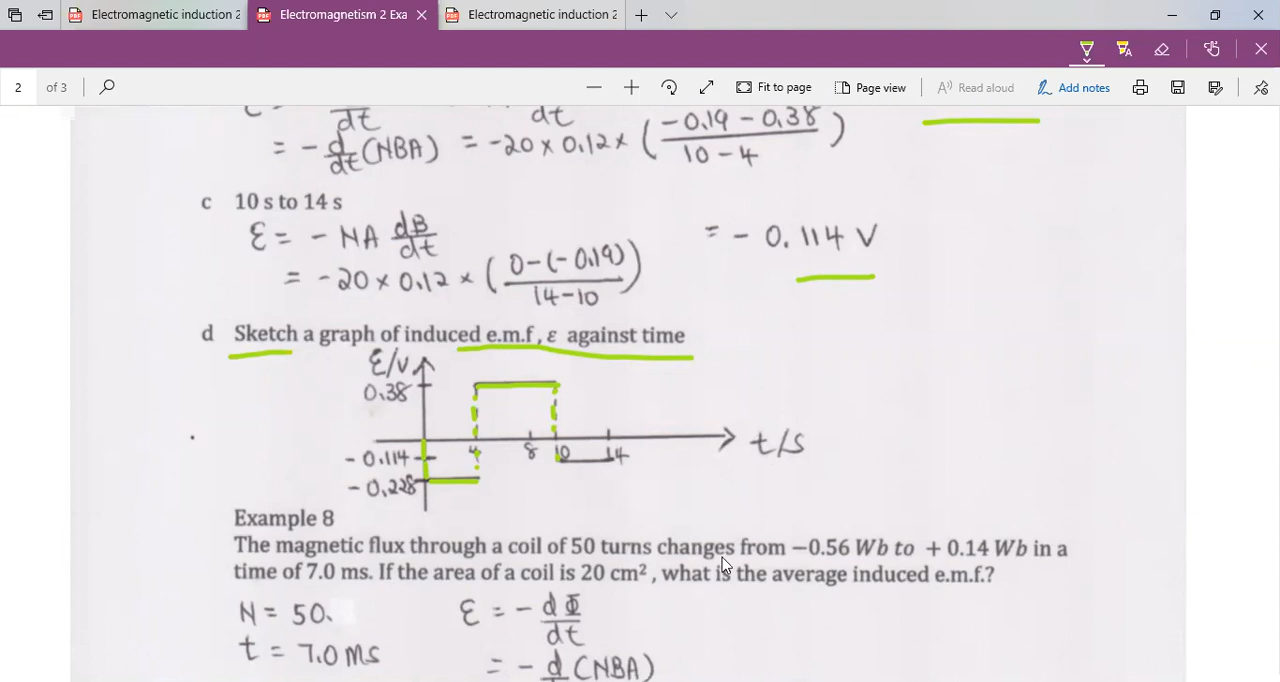 Electromagnetic induction 2
Electromagnetism 2 Exa
Electromagnetic induction 2
2 of 3
Fit to page
Page view
Read aloud
Add notes
dt
dt
= - d/dt (NBA) = -20 × 0.12 × ( -0.19 - 0.38 / 10 - 4 )
c 10 s to 14 s
ε = - NA dB/dt
= - 0.114 V
= -20 × 0.12 × ( 0-(-0.19) / 14-10 )
d Sketch a graph of induced e.m.f, ε against time
ε/V
0.38
t/s
4 8 10 14
- 0.114
- 0.228
Example 8
The magnetic flux through a coil of 50 turns changes from −0.56 Wb to + 0.14 Wb in a
time of 7.0 ms. If the area of a coil is 20 cm², what is the average induced e.m.f.?
N = 50.
ε = - dΦ/dt
t = 7.0 ms
= - d (NBA)